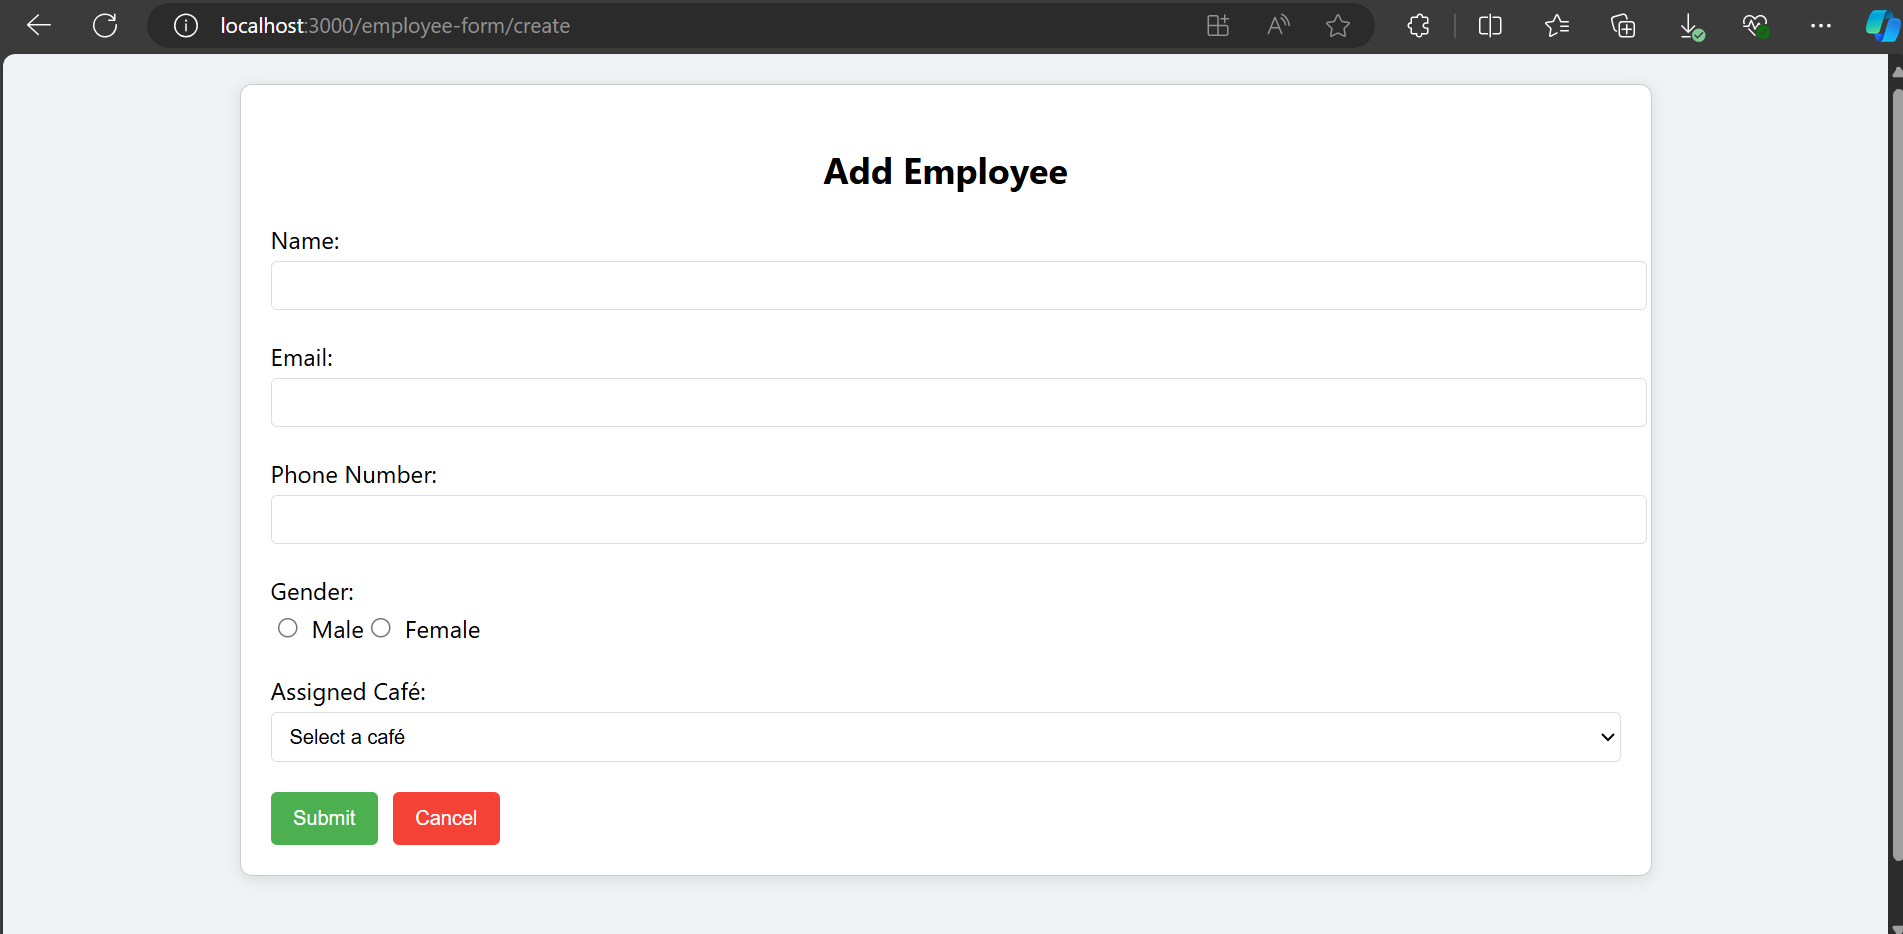 localhost:3000/employee-form/create
Add Employee
Name:
Email:
Phone Number:
Gender:
Male Female
Assigned Café:
Select a café
Submit Cancel